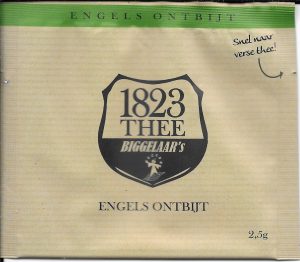 ENGELS ONTBIJT
Snel naar
verse thee!
1823
THEE
BIGGELAAR'S
ENGELS ONTBIJT
2,5g